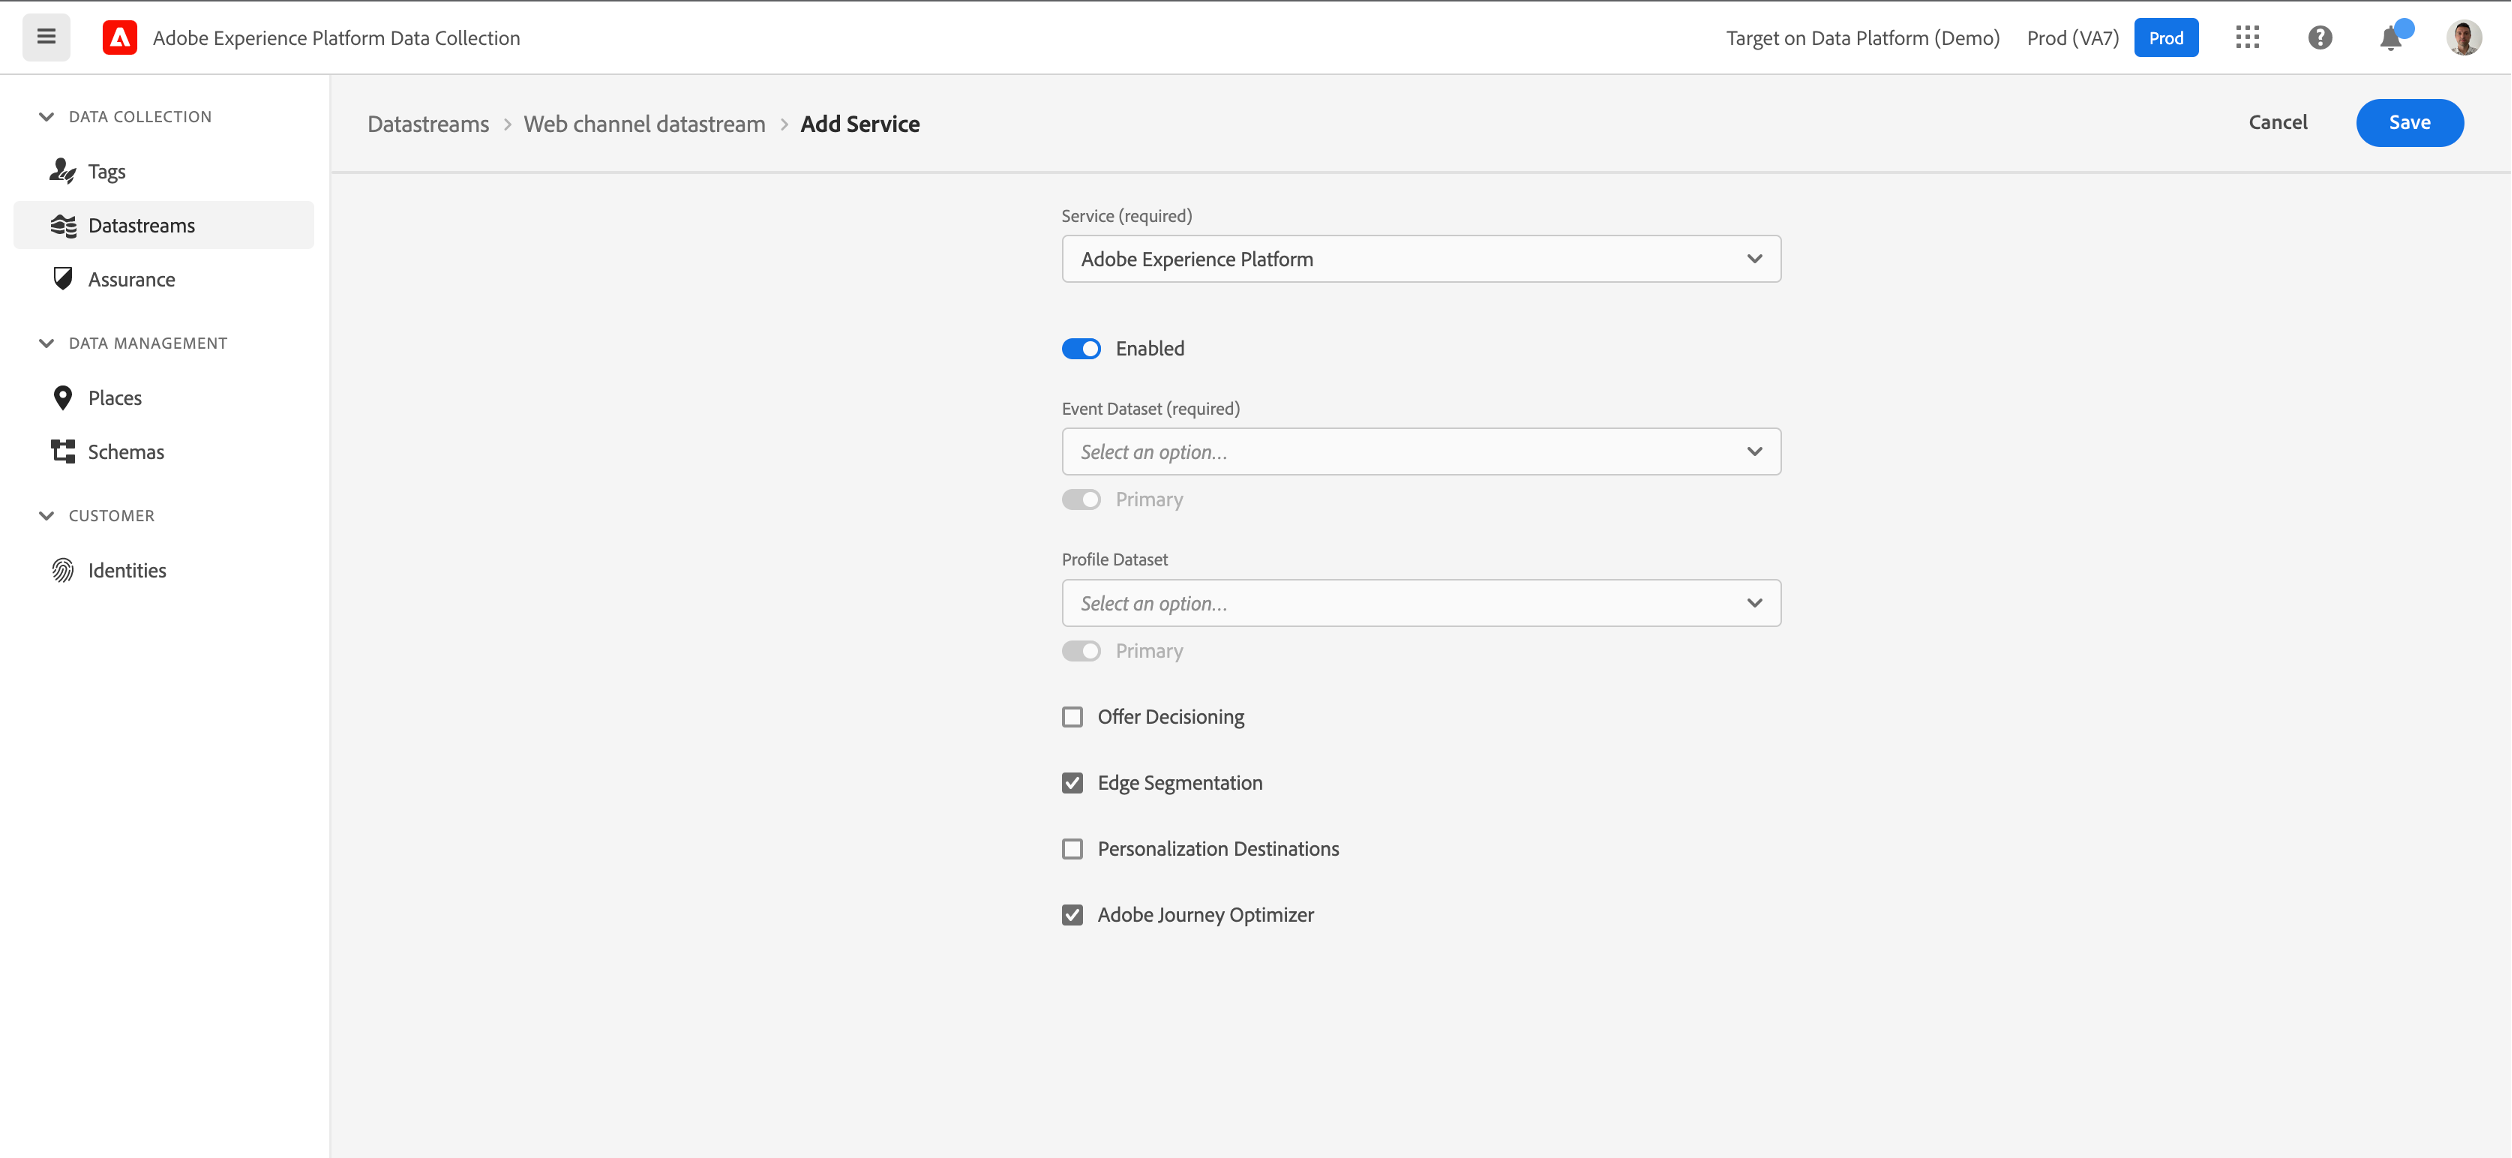 Adobe Experience Platform Data Collection
Target on Data Platform (Demo)
Prod (VA7)
Prod
DATA COLLECTION
Tags
Datastreams
Assurance
DATA MANAGEMENT
Places
Schemas
CUSTOMER
Identities
Datastreams > Web channel datastream > Add Service
Cancel
Save
Service (required)
Adobe Experience Platform
Enabled
Event Dataset (required)
Select an option...
Primary
Profile Dataset
Select an option...
Primary
Offer Decisioning
Edge Segmentation
Personalization Destinations
Adobe Journey Optimizer